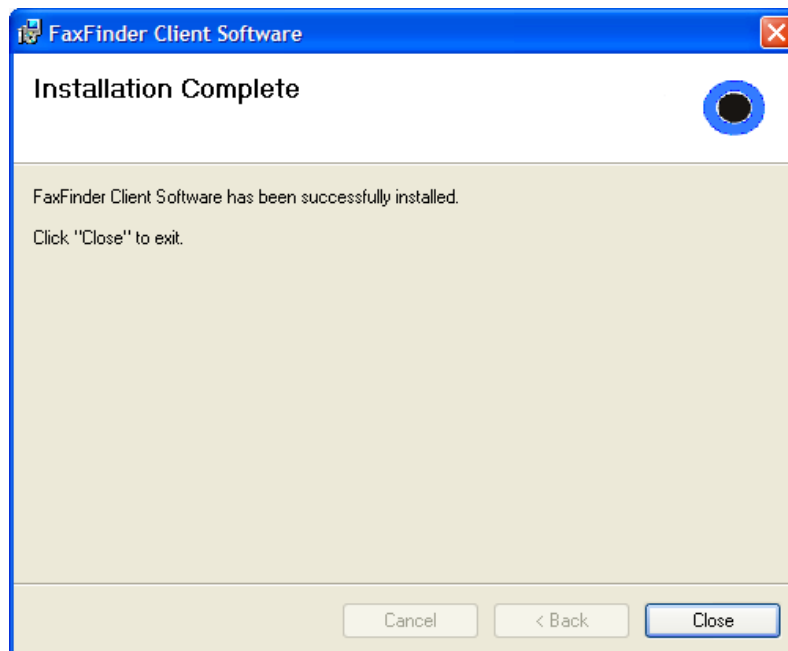 FaxFinder Client Software
Installation Complete
FaxFinder Client Software has been successfully installed.
Click "Close" to exit.
Cancel
< Back
Close